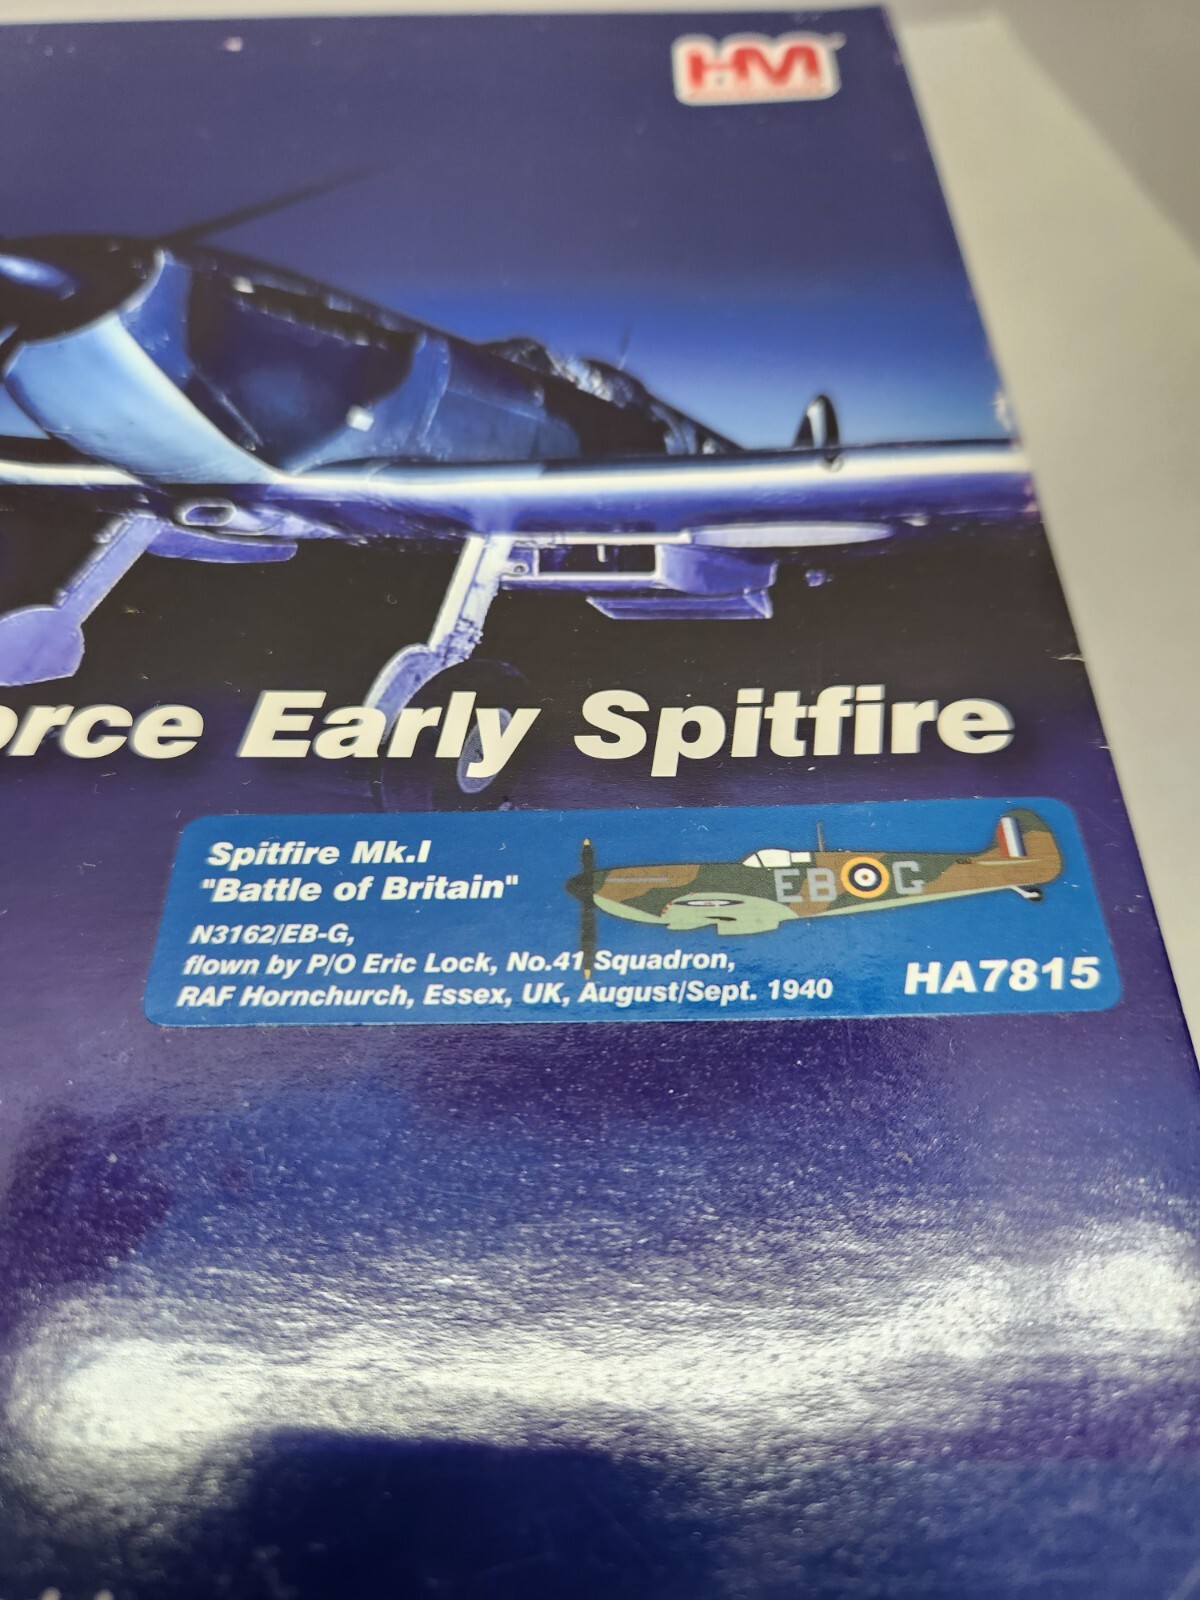 HM
orce Early Spitfire
Spitfire Mk.I
"Battle of Britain"
EB G
N3162/EB-G,
flown by P/O Eric Lock, No.41 Squadron,
RAF Hornchurch, Essex, UK, August/Sept. 1940
HA7815